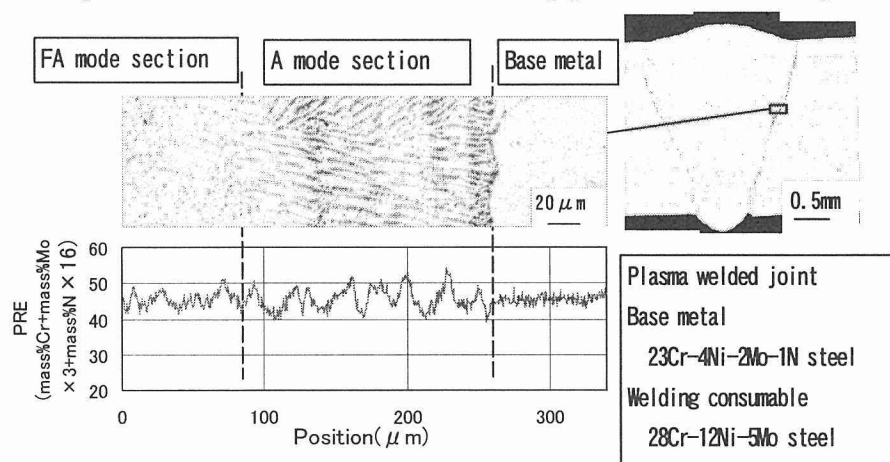 FA mode section
A mode section
Base metal
20 μm
0.5mm
PRE
(mass%Cr+mass%Mo
×3+mass%N×16)
60
50
40
30
20
0
100
200
300
Position(μm)
Plasma welded joint
Base metal
23Cr-4Ni-2Mo-1N steel
Welding consumable
28Cr-12Ni-5Mo steel